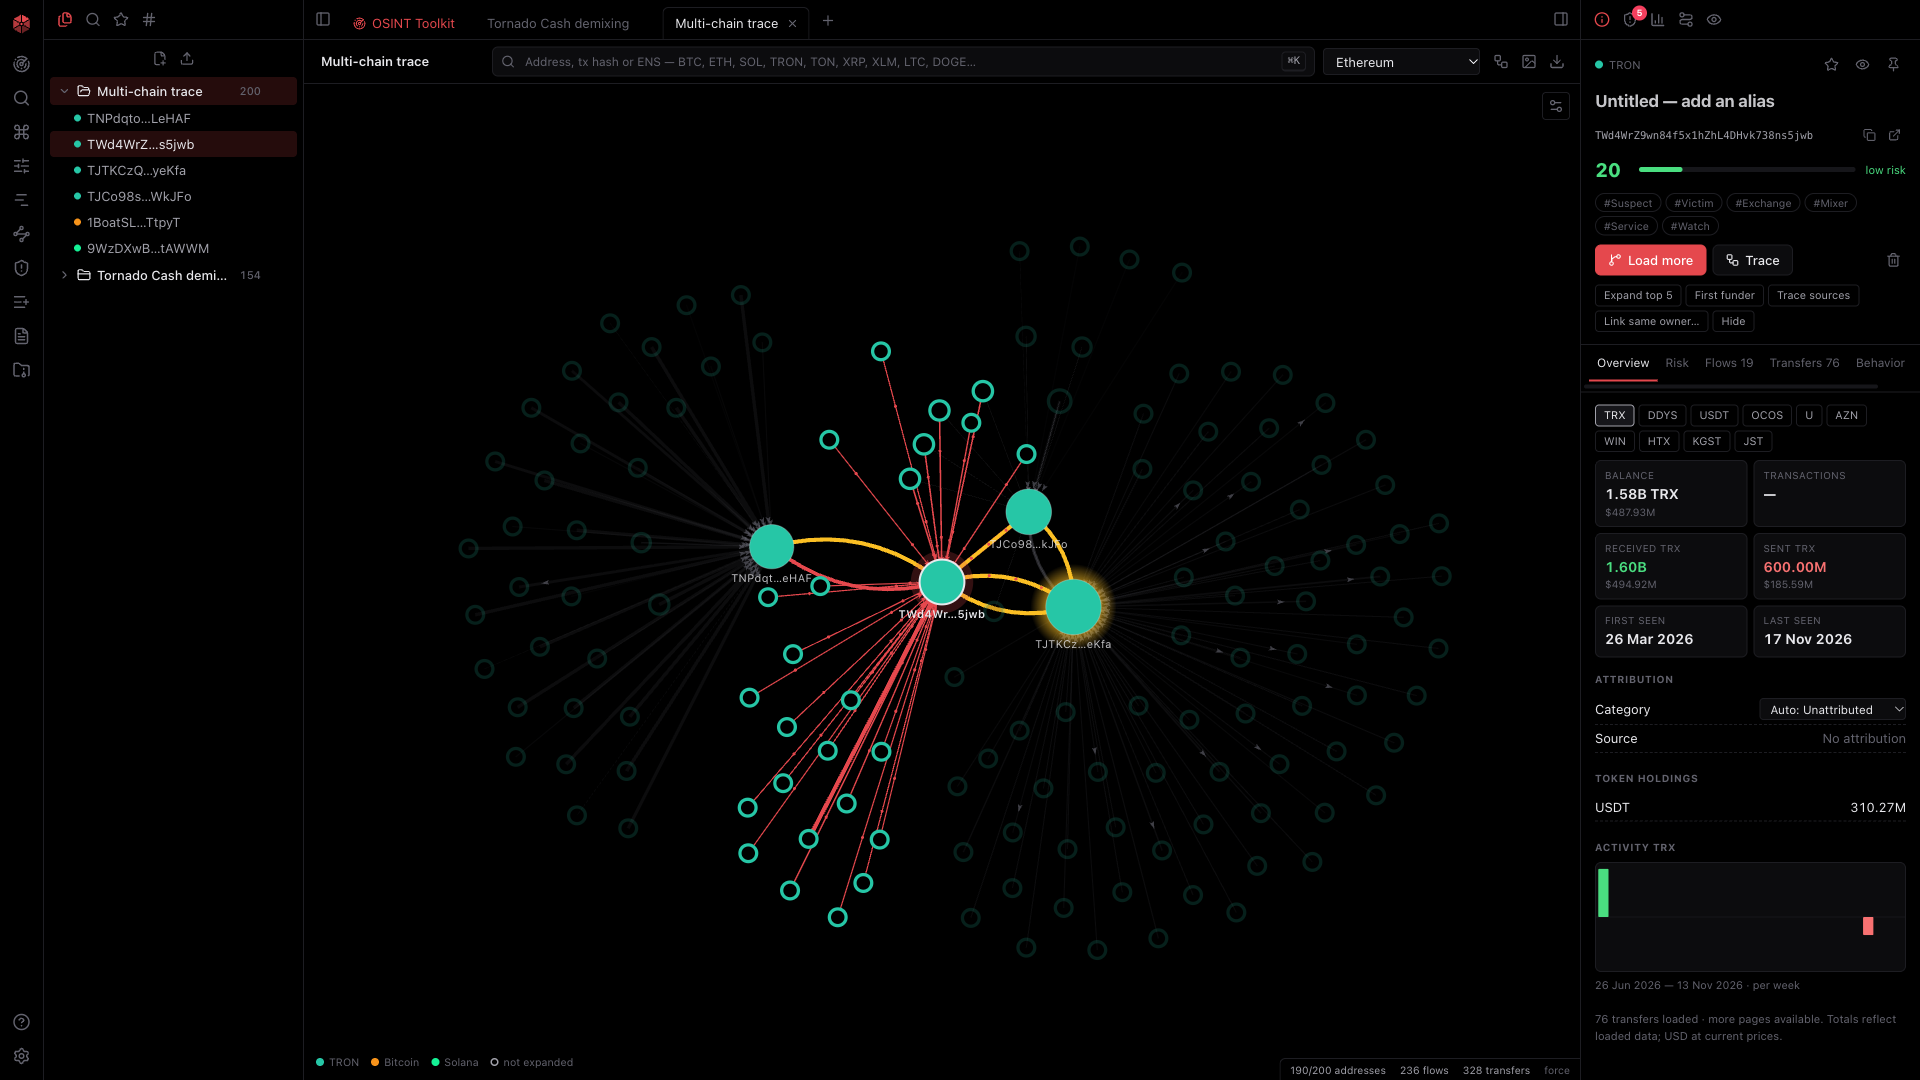 5
OSINT Toolkit
Tornado Cash demixing
Multi-chain trace
Multi-chain trace
Address, tx hash or ENS — BTC, ETH, SOL, TRON, TON, XRP, XLM, LTC, DOGE...
⌘K
Ethereum
Multi-chain trace 200
TNPdqto...LeHAF
TWd4WrZ...s5jwb
TJTKCzQ...yeKfa
TJCo98s...WkJFo
1BoatSL...TtpyT
9WzDXwB...tAWWM
Tornado Cash demi... 154
TJCo98...kJFo
TNPdqt...eHAF
TWd4Wr...5jwb
TJTKCz...eKfa
TRON
Bitcoin
Solana
not expanded
190/200 addresses 236 flows 328 transfers force
TRON
Untitled — add an alias
TWd4WrZ9wn84f5x1hZhL4DHvk738ns5jwb
20 low risk
#Suspect #Victim #Exchange #Mixer
#Service #Watch
Load more Trace
Expand top 5 First funder Trace sources
Link same owner... Hide
Overview Risk Flows 19 Transfers 76 Behavior
TRX DDYS USDT OCOS U AZN
WIN HTX KGST JST
BALANCE
1.58B TRX
$487.93M
TRANSACTIONS
—
RECEIVED TRX
1.60B
$494.92M
SENT TRX
600.00M
$185.59M
FIRST SEEN
26 Mar 2026
LAST SEEN
17 Nov 2026
ATTRIBUTION
Category Auto: Unattributed
Source No attribution
TOKEN HOLDINGS
USDT 310.27M
ACTIVITY TRX
26 Jun 2026 — 13 Nov 2026 · per week
76 transfers loaded · more pages available. Totals reflect
loaded data; USD at current prices.